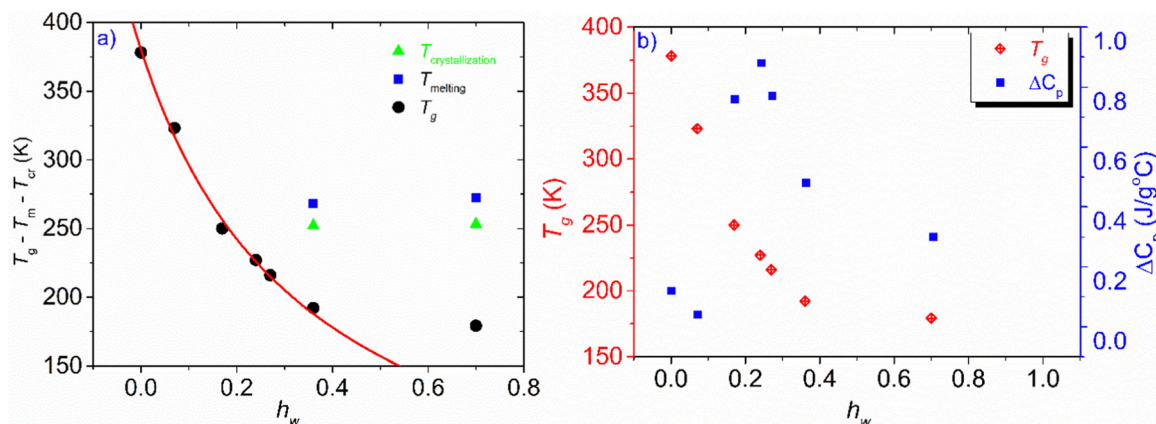 a)
T_crystallization
T_melting
T_g
400
350
300
250
200
150
T_g - T_m - T_cr (K)
0.0 0.2 0.4 0.6 0.8
h_w
b)
T_g
ΔC_p
400
350
300
250
200
150
T_g (K)
1.0
0.8
0.6
0.4
0.2
0.0
ΔC_p (J/g°C)
0.0 0.2 0.4 0.6 0.8 1.0
h_w